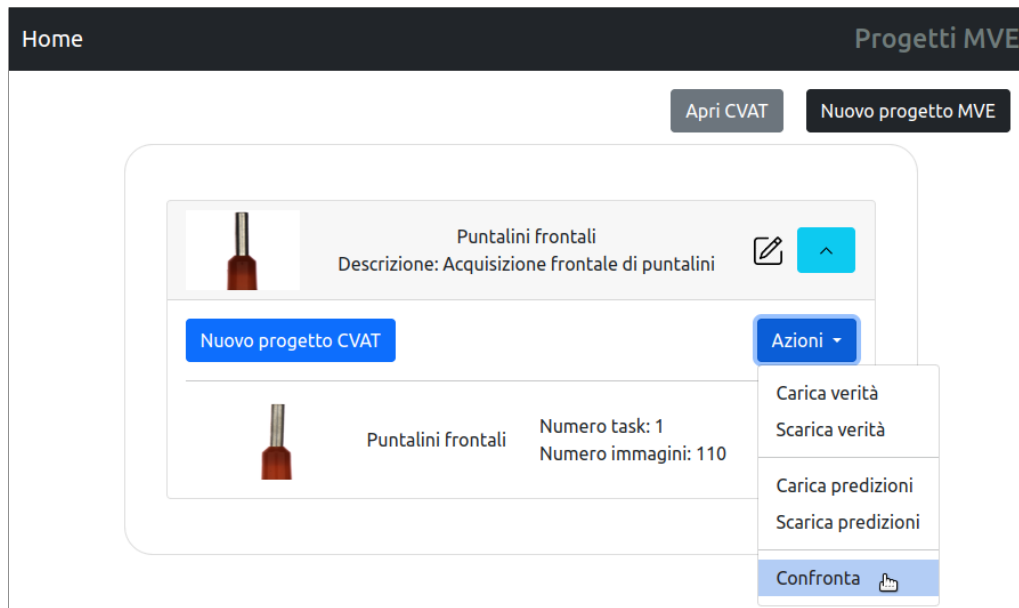 Home
Progetti MVE
Apri CVAT
Nuovo progetto MVE
Puntalini frontali
Descrizione: Acquisizione frontale di puntalini
Nuovo progetto CVAT
Azioni
Puntalini frontali
Numero task: 1
Numero immagini: 110
Carica verità
Scarica verità
Carica predizioni
Scarica predizioni
Confronta